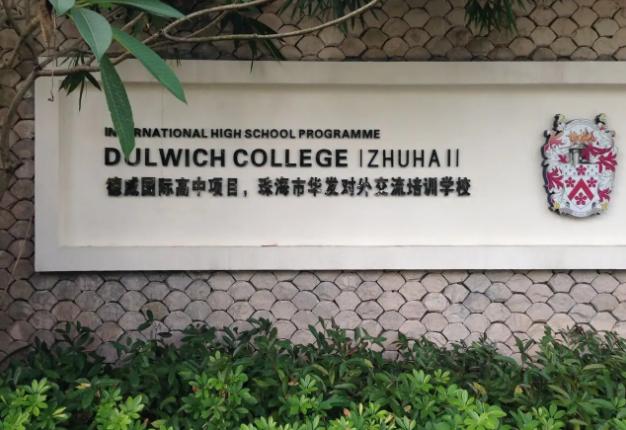 INTERNATIONAL HIGH SCHOOL PROGRAMME
DULWICH COLLEGE |ZHUHAI|
德威国际高中项目，珠海市华发对外交流培训学校